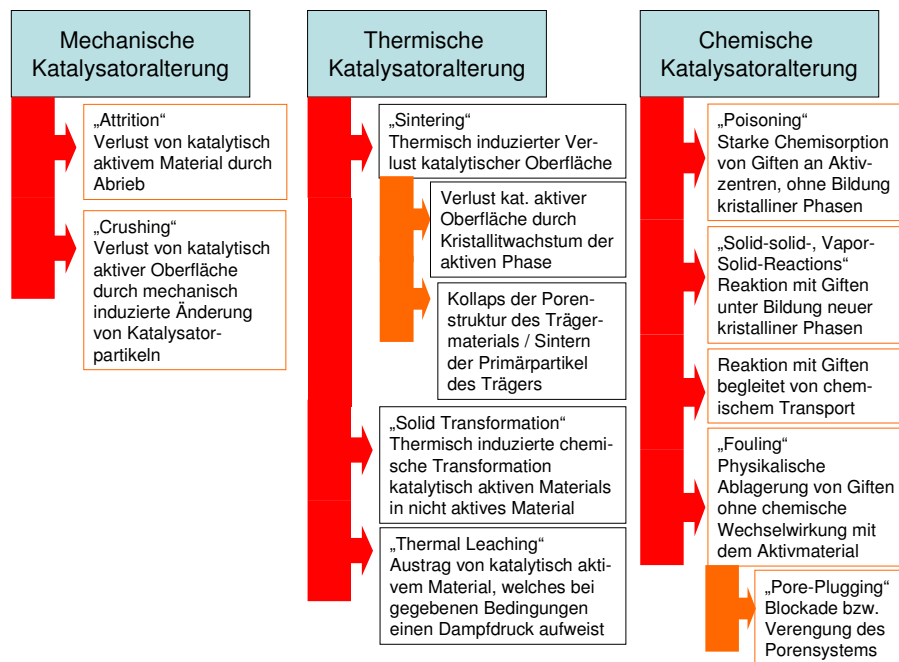 Mechanische
Katalysatoralterung
„Attrition“
Verlust von katalytisch
aktivem Material durch
Abrieb
„Crushing“
Verlust von katalytisch
aktiver Oberfläche
durch mechanisch
induzierte Änderung
von Katalysator-
partikeln
Thermische
Katalysatoralterung
„Sintering“
Thermisch induzierter Ver-
lust katalytischer Oberfläche
Verlust kat. aktiver
Oberfläche durch
Kristallitwachstum der
aktiven Phase
Kollaps der Poren-
struktur des Träger-
materials / Sintern
der Primärpartikel
des Trägers
„Solid Transformation“
Thermisch induzierte chemi-
sche Transformation
katalytisch aktiven Materials
in nicht aktives Material
„Thermal Leaching“
Austrag von katalytisch akti-
vem Material, welches bei
gegebenen Bedingungen
einen Dampfdruck aufweist
Chemische
Katalysatoralterung
„Poisoning“
Starke Chemisorption
von Giften an Aktiv-
zentren, ohne Bildung
kristalliner Phasen
„Solid-solid-, Vapor-
Solid-Reactions“
Reaktion mit Giften
unter Bildung neuer
kristalliner Phasen
Reaktion mit Giften
begleitet von chem-
ischem Transport
„Fouling“
Physikalische
Ablagerung von Giften
ohne chemische
Wechselwirkung mit
dem Aktivmaterial
„Pore-Plugging“
Blockade bzw.
Verengung des
Porensystems